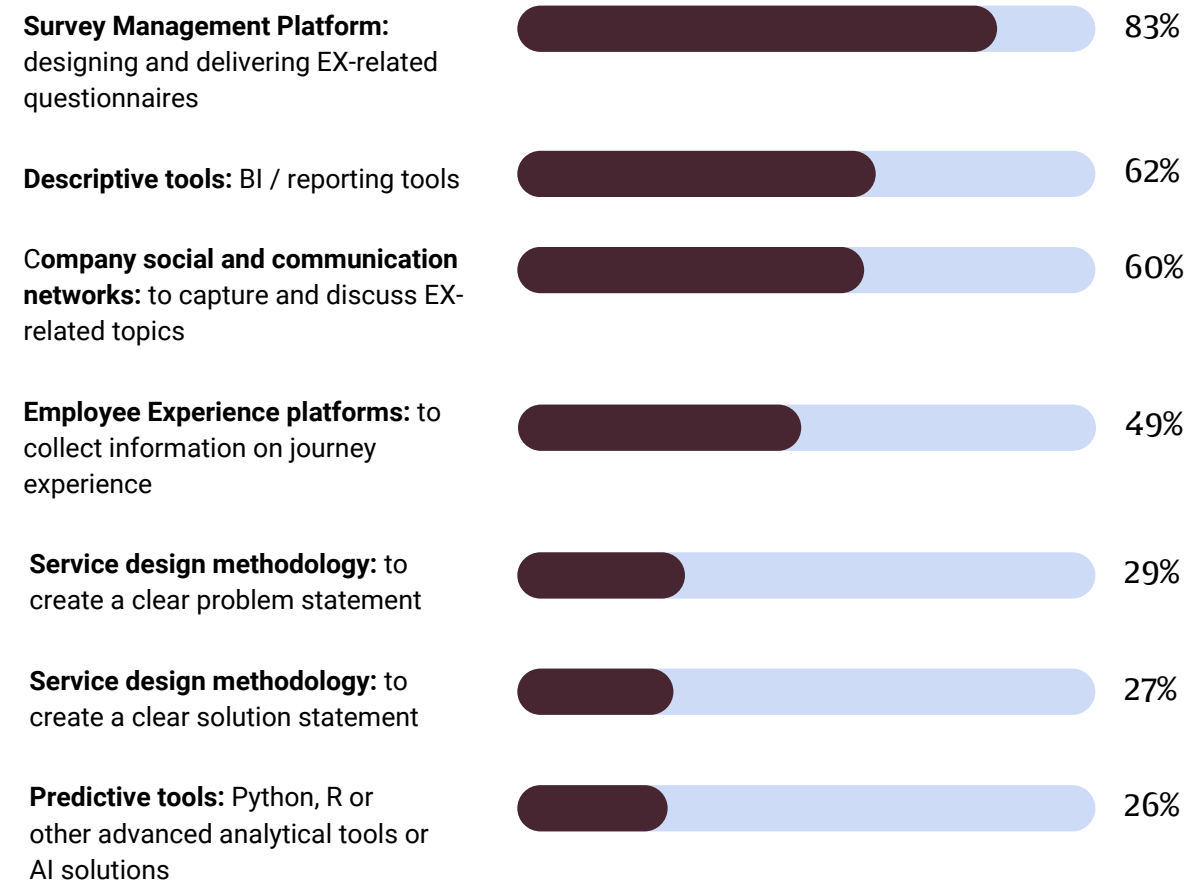 Survey Management Platform:
83%
designing and delivering EX-related
questionnaires
Descriptive tools: BI / reporting tools
62%
Company social and communication
networks: to capture and discuss EX-
60%
related topics
Employee Experience platforms: to
49%
collect information on journey
experience
Service design methodology: to
29%
create a clear problem statement
Service design methodology: to
27%
create a clear solution statement
Predictive tools: Python, R or
26%
other advanced analytical tools or
AI solutions